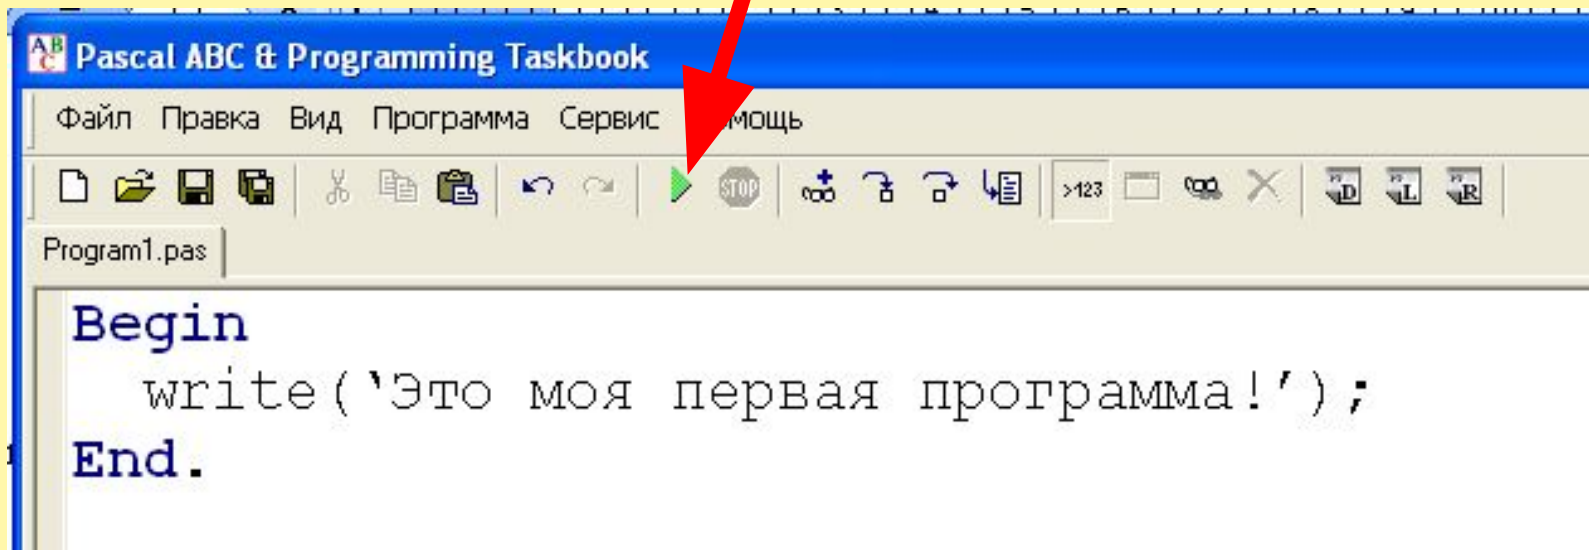 Pascal ABC & Programming Taskbook
Файл Правка Вид Программа Сервис
STOP >123 D L R
Program1.pas
Begin
write(‘Это моя первая программа!’);
End.